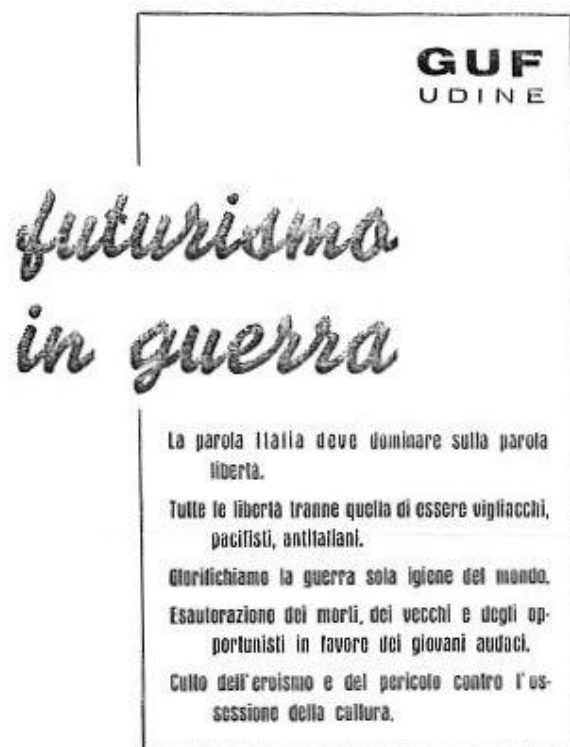 GUF
UDINE
futurismo
in guerra
La parola Italia deve dominare sulla parola
libertà.
Tutte le libertà tranne quella di essere vigliacchi,
pacifisti, antitaliani.
Glorifichiamo la guerra sola igiene del mondo.
Esautorazione dei morti, dei vecchi e degli op-
portunisti in favore dei giovani audaci.
Culto dell'eroismo e del pericolo contro l'os-
sessione della cultura.